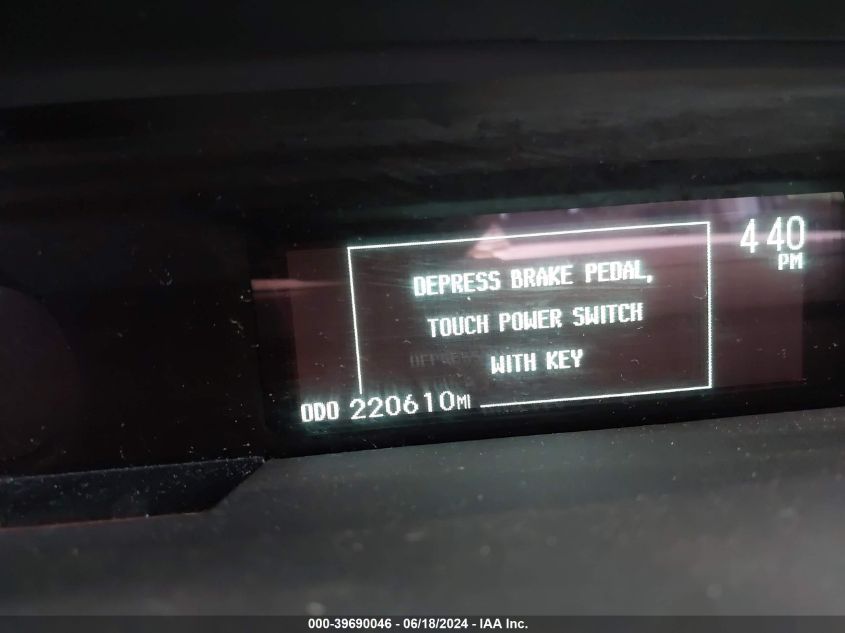 4 40
PM
DEPRESS BRAKE PEDAL,
TOUCH POWER SWITCH
WITH KEY
ODO 220610MI
000-39690046 - 06/18/2024 - IAA Inc.